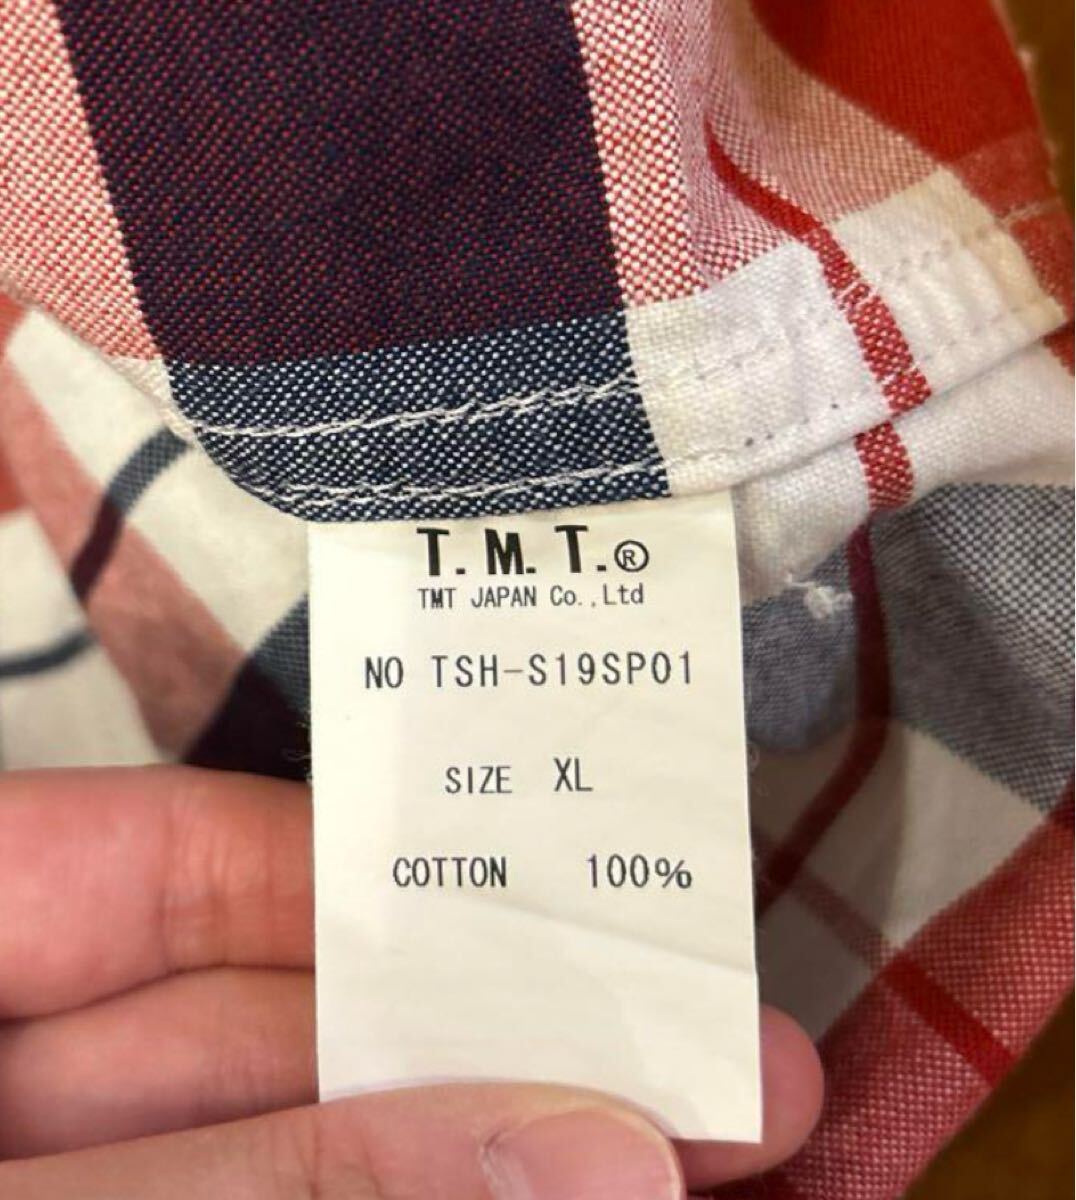 T.M.T.®
TMT JAPAN Co.,Ltd
NO TSH-S19SP01
SIZE XL
COTTON 100%